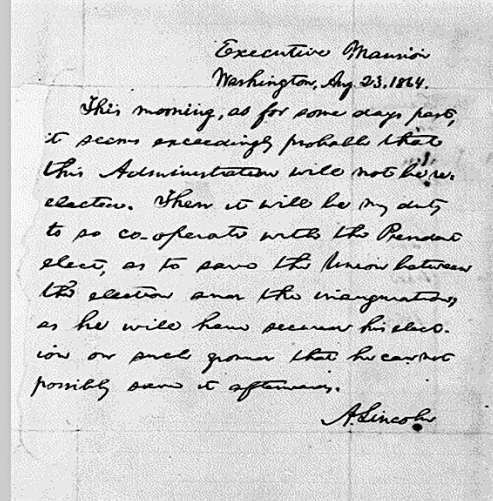 Executive Mansion
Washington, Aug. 23, 1864.
This morning, as for some days past,
it seems exceedingly probable that
this Administration will not be re-
elected. Then it will be my duty
to so co-operate with the President
elect, as to save the Union between
the election and the inauguration;
as he will have secured his elect-
ion on such ground that he can not
possibly save it afterwards.
A. Lincoln